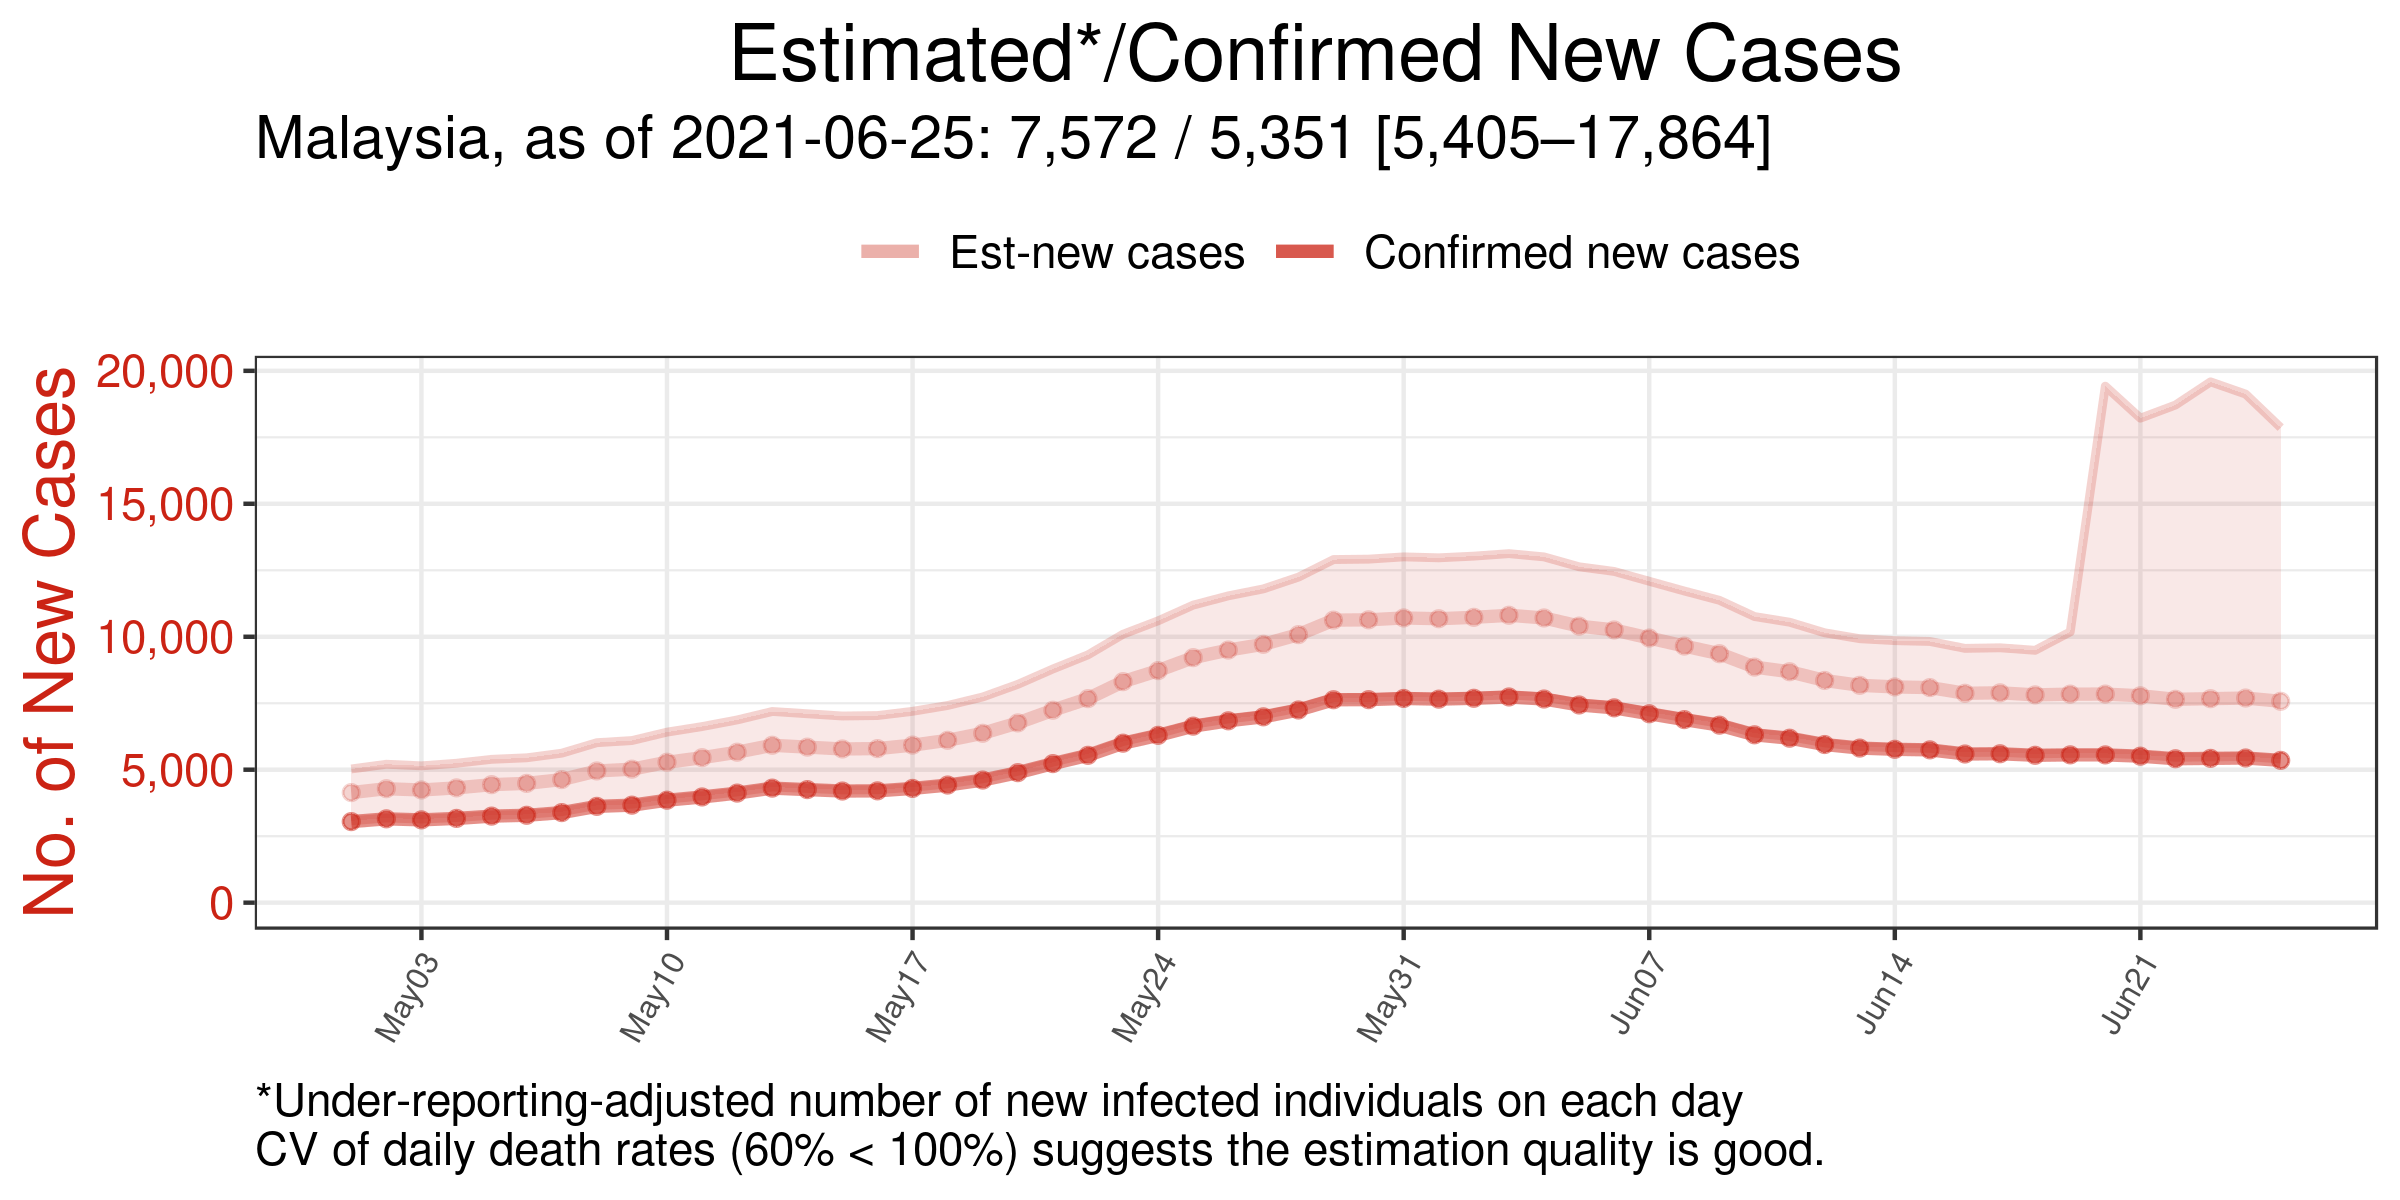 Estimated*/Confirmed New Cases
Malaysia, as of 2021-06-25: 7,572 / 5,351 [5,405–17,864]
Est-new cases
Confirmed new cases
No. of New Cases
20,000
15,000
10,000
5,000
0
May03
May10
May17
May24
May31
Jun07
Jun14
Jun21
*Under-reporting-adjusted number of new infected individuals on each day
CV of daily death rates (60% < 100%) suggests the estimation quality is good.